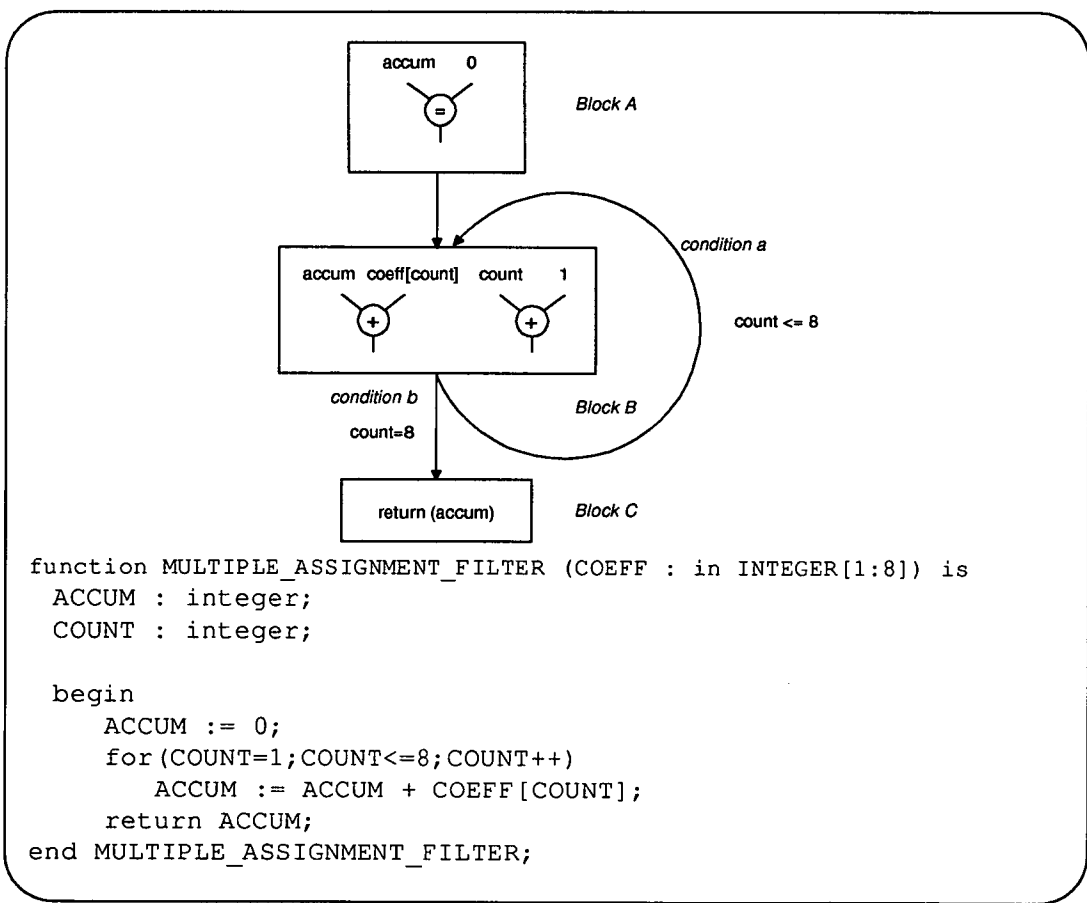 accum 0
=
Block A
condition a
accum coeff[count] count 1
+ +
count <= 8
condition b
Block B
count=8
return (accum)
Block C
function MULTIPLE_ASSIGNMENT_FILTER (COEFF : in INTEGER[1:8]) is
ACCUM : integer;
COUNT : integer;
begin
ACCUM := 0;
for(COUNT=1;COUNT<=8;COUNT++)
ACCUM := ACCUM + COEFF[COUNT];
return ACCUM;
end MULTIPLE_ASSIGNMENT_FILTER;